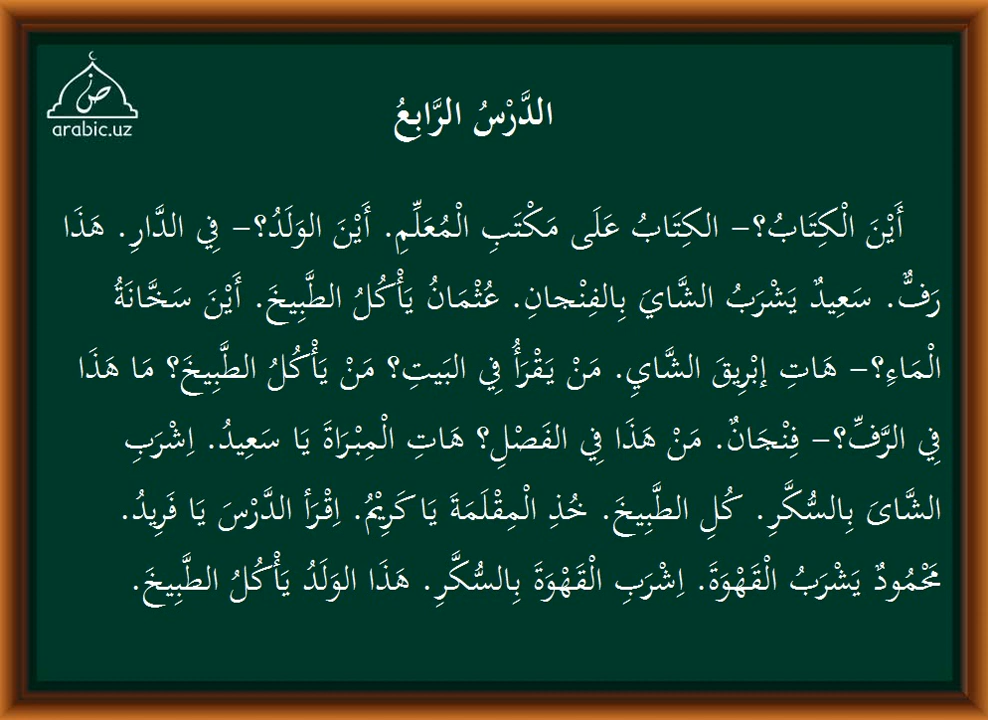 ض
arabic.uz
الدَّرْسُ الرَّابِعُ
أَيْنَ الْكِتَابُ؟– الكِتَابُ عَلَى مَكْتَبِ الْمُعَلِّمِ. أَيْنَ الوَلَدُ؟– فِي الدَّارِ. هَذَا
رَفٌّ. سَعِيدٌ يَشْرَبُ الشَّايَ بِالفِنْجانِ. عُثْمَانُ يَأْكُلُ الطَّبِيخَ. أَيْنَ سَخَّانَةُ
الْمَاءِ؟– هَاتِ إبْرِيقَ الشَّايِ. مَنْ يَقْرَأُ فِي البَيتِ؟ مَنْ يَأْكُلُ الطَّبِيخَ؟ مَا هَذَا
فِي الرَّفِّ؟– فِنْجَانٌ. مَنْ هَذَا فِي الفَصْلِ؟ هَاتِ الْمِبْرَاةَ يَا سَعِيدُ. اِشْرَبِ
الشَّاىَ بِالسُّكَّرِ. كُلِ الطَّبِيخَ. خُذِ الْمِقْلَمَةَ يَا كَرِيْمُ. اِقْرَأ الدَّرْسَ يَا فَرِيدُ.
مَحْمُودٌ يَشْرَبُ الْقَهْوَةَ. اِشْرَبِ الْقَهْوَةَ بِالسُّكَّرِ. هَذَا الوَلَدُ يَأْكُلُ الطَّبِيخَ.